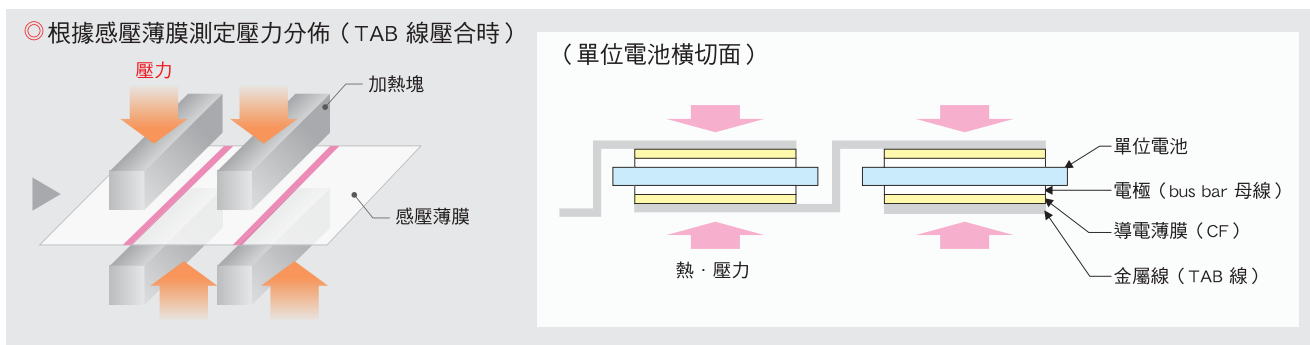 ◎根據感壓薄膜測定壓力分佈（TAB 線壓合時）
壓力
加熱塊
感壓薄膜
（單位電池橫切面）
單位電池
電極（bus bar 母線）
導電薄膜（CF）
金屬線（TAB 線）
熱 · 壓力